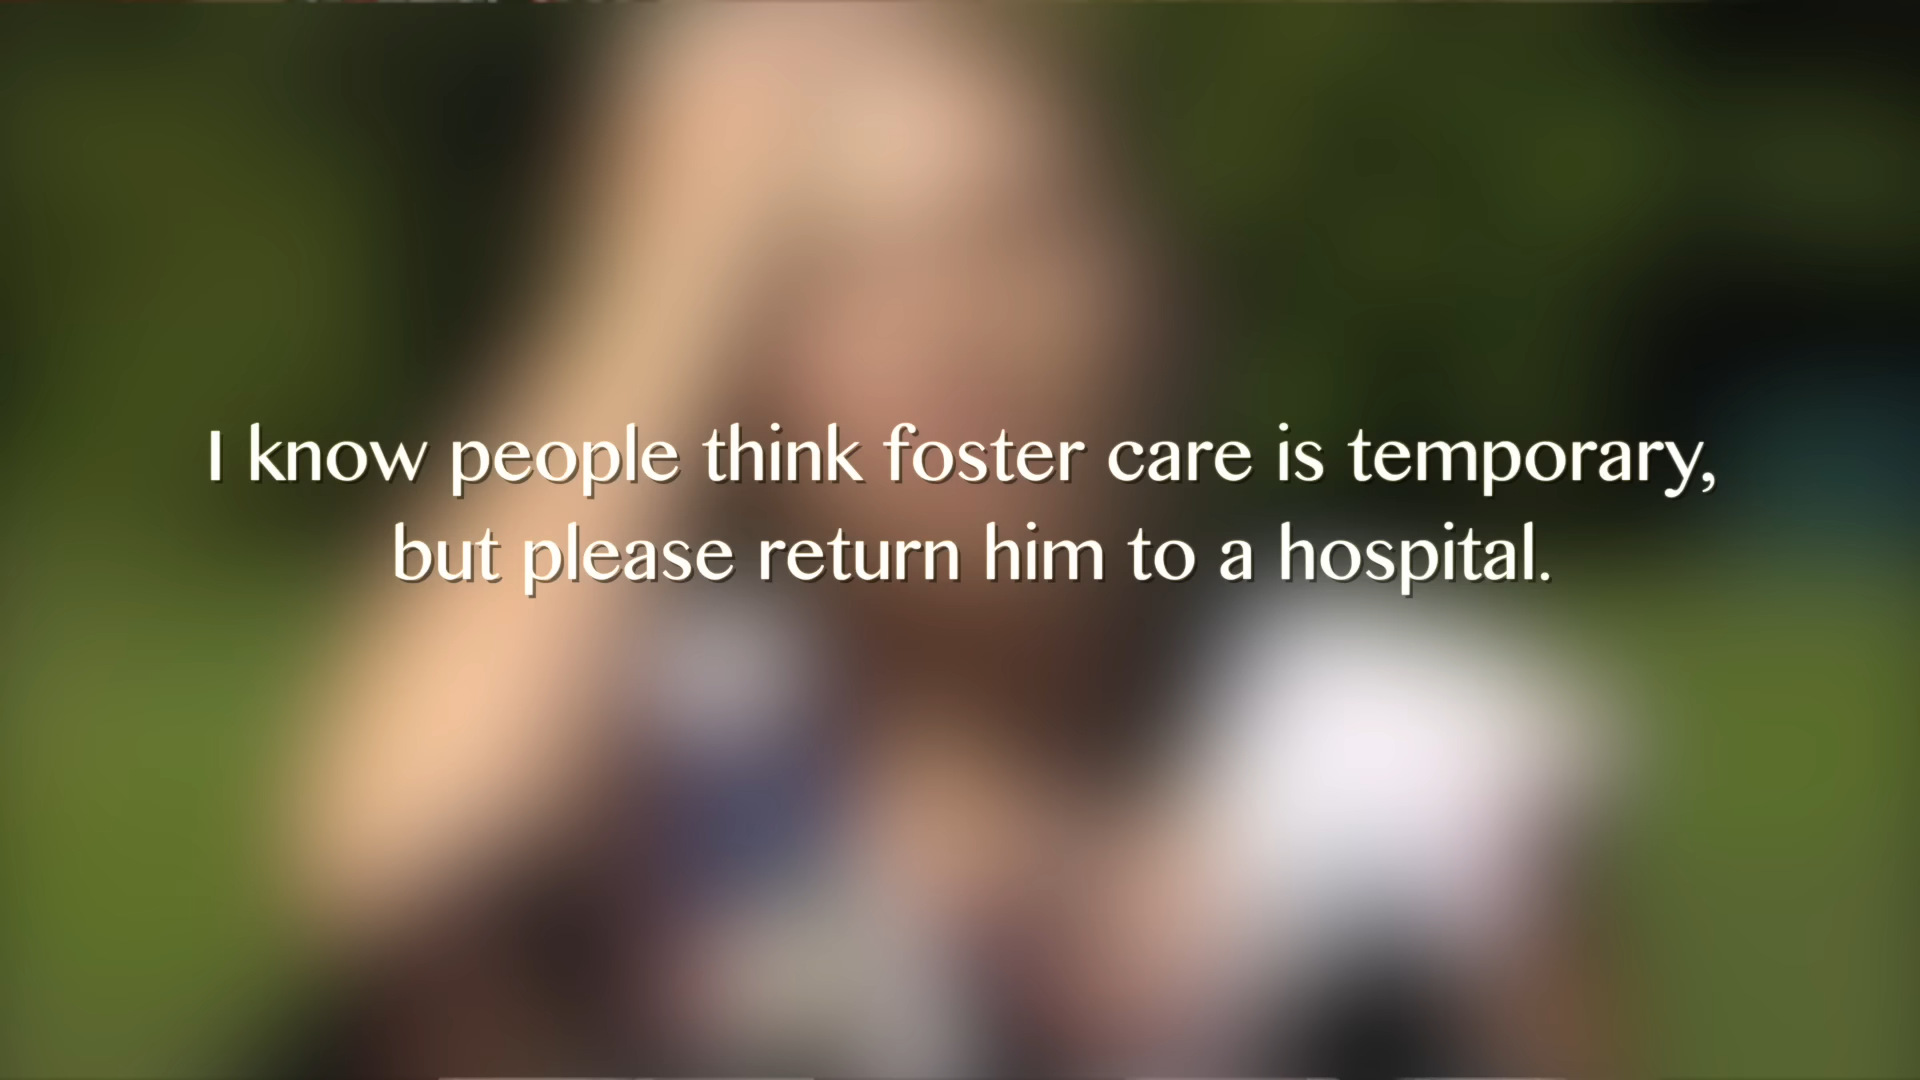 I know people think foster care is temporary,
but please return him to a hospital.